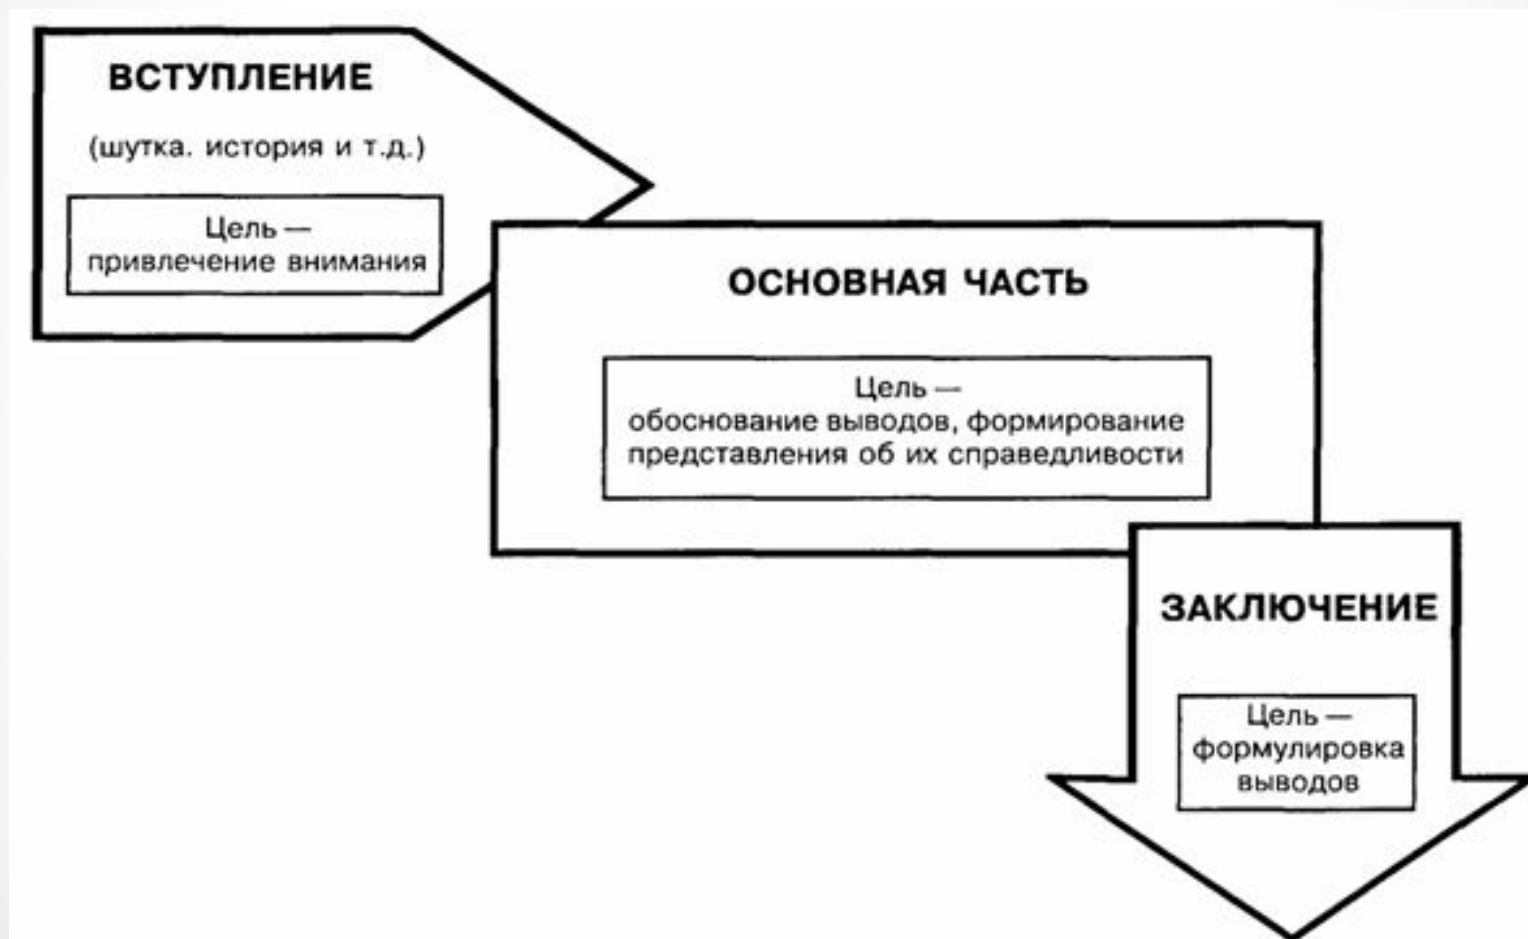 ВСТУПЛЕНИЕ
(шутка. история и т.д.)
Цель —
привлечение внимания
ОСНОВНАЯ ЧАСТЬ
Цель —
обоснование выводов, формирование
представления об их справедливости
ЗАКЛЮЧЕНИЕ
Цель —
формулировка
выводов